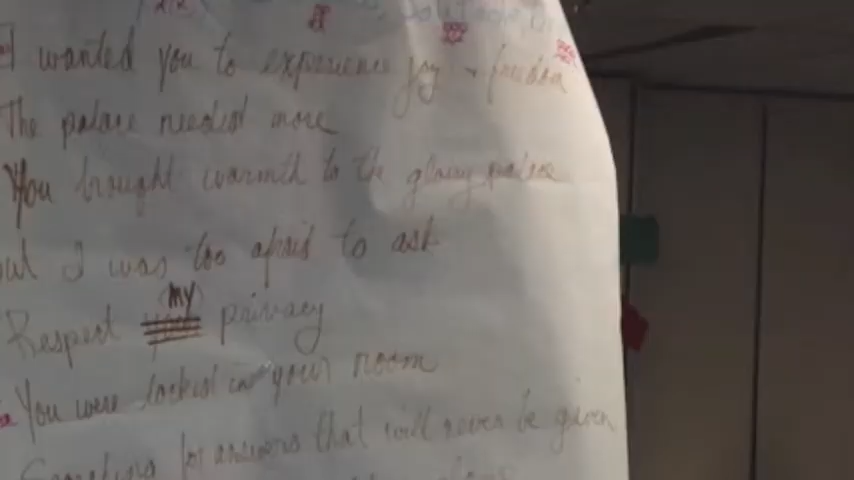 I wanted you to experience joy + freedom
The palace needed more
You brought warmth to the palace
but I was too afraid to ask
Respect my privacy
You were locked in your room
Searching for answers that will never be given